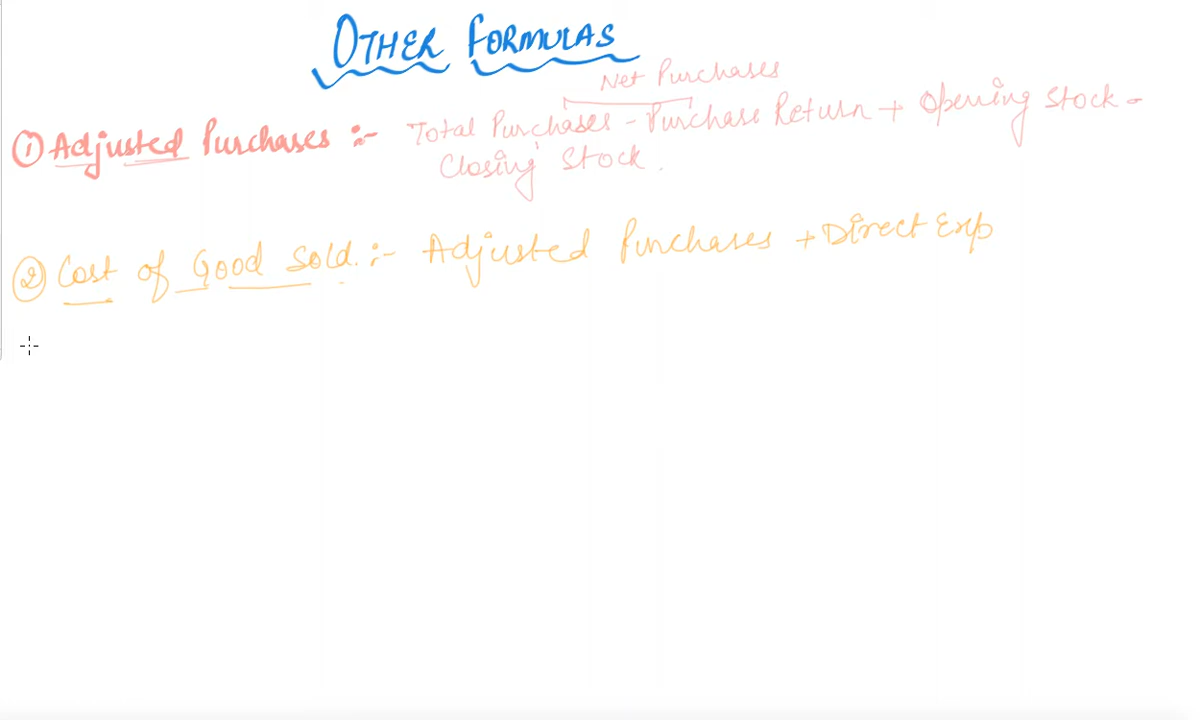 OTHER FORMULAS
Net Purchases
① Adjusted Purchases :- Total Purchases - Purchase Return + Opening Stock -
Closing Stock.
② Cost of Good Sold. :- Adjusted Purchases + Direct Exp